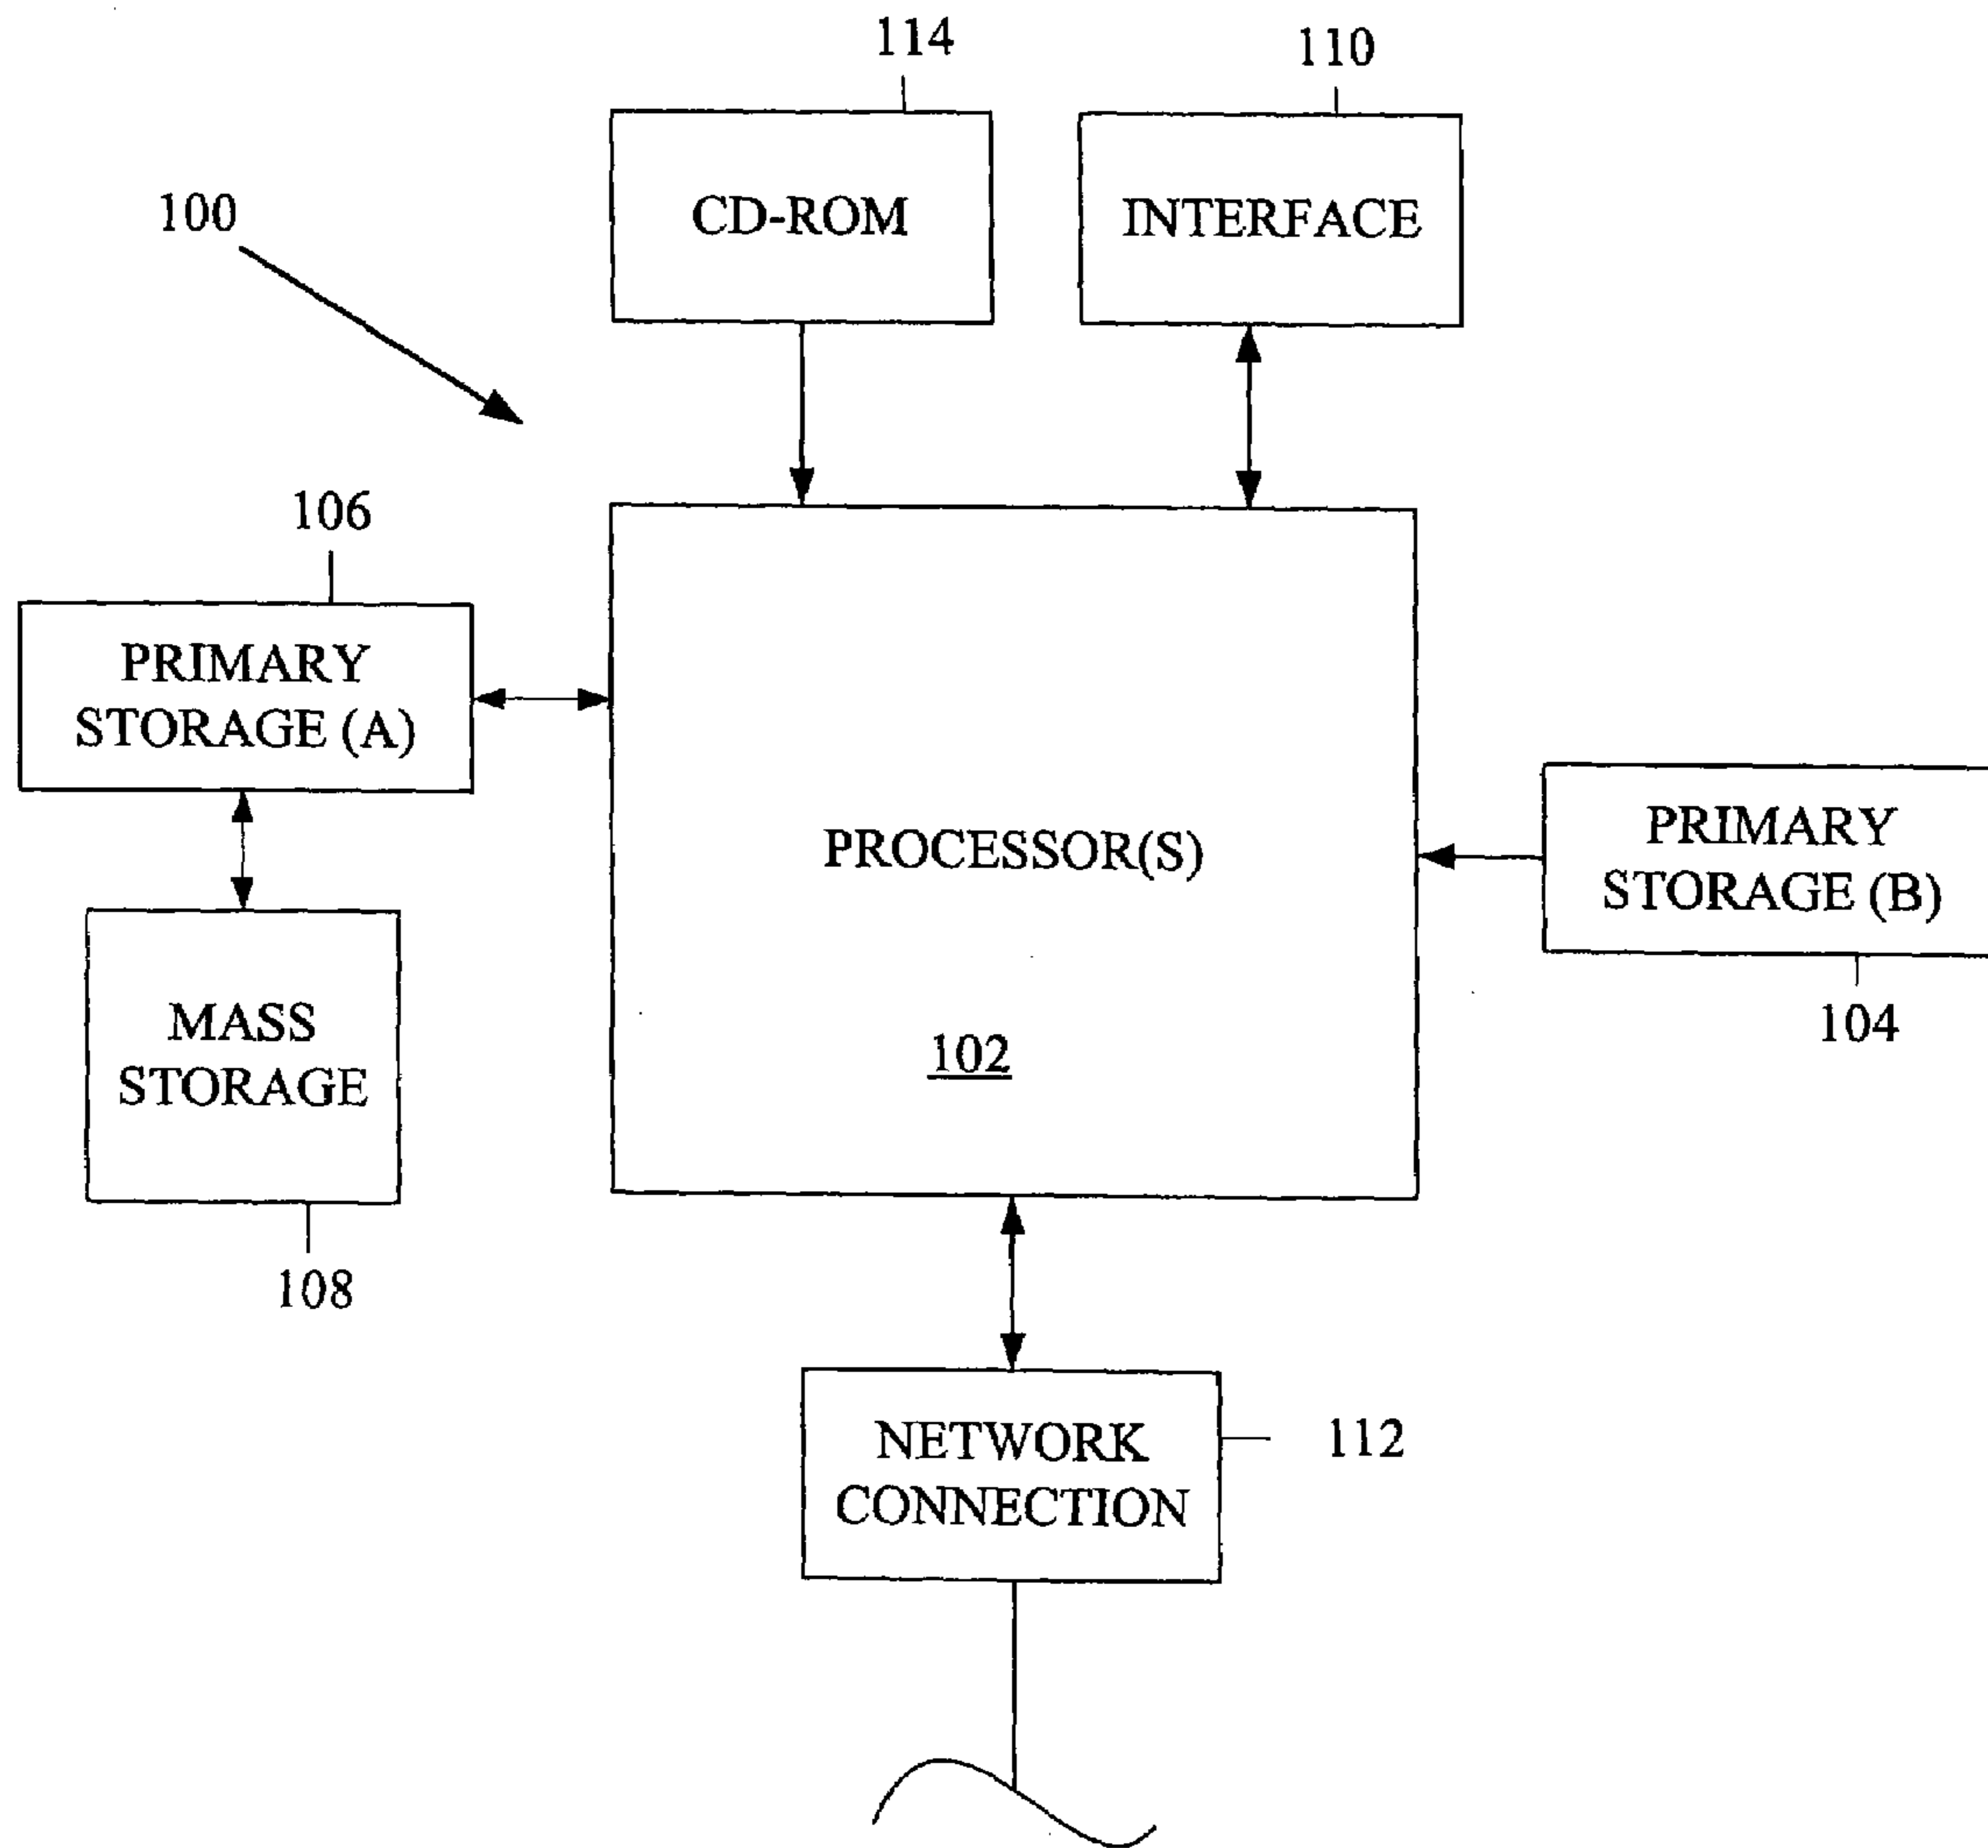 114
110
CD-ROM
INTERFACE
100
106
PRIMARY
STORAGE (A)
PROCESSOR(S)
102
PRIMARY
STORAGE (B)
104
MASS
STORAGE
108
NETWORK
CONNECTION
112